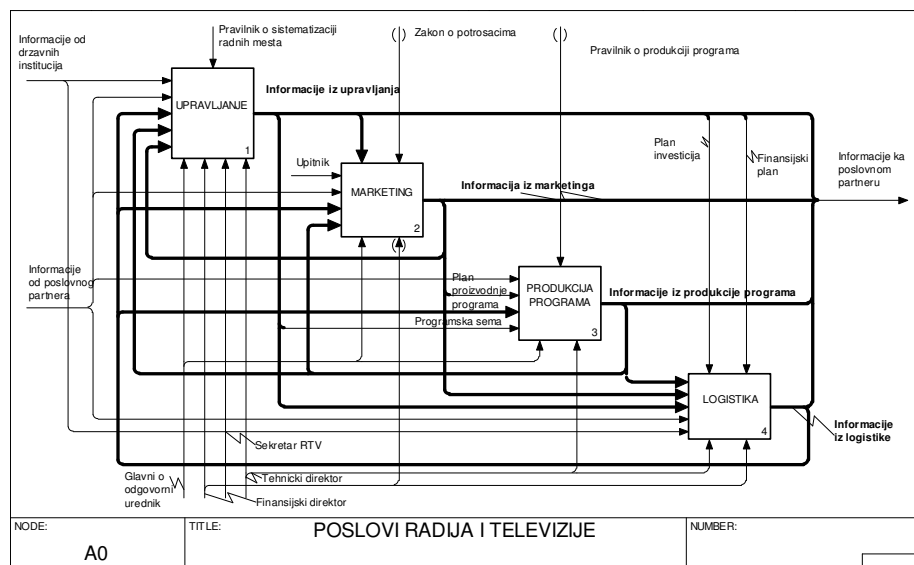 Pravilnik o sistematizaciji
radnih mesta
Zakon o potrosacima
Pravilnik o produkciji programa
Informacije od
drzavnih
institucija
Informacije iz upravljanja
UPRAVLJANJE
1
Plan
investicija
Finansijski
plan
Informacije ka
poslovnom
partneru
Upitnik
MARKETING
2
Informacija iz marketinga
Informacije
od poslovnog
partnera
Plan
proizvodnje
programa
Programska sema
PRODUKCIJA
PROGRAMA
3
Informacije iz produkcije programa
LOGISTIKA
4
Informacije
iz logistike
Sekretar RTV
Glavni o
odgovorni
urednik
Tehnicki direktor
Finansijski direktor
NODE:
A0
TITLE:
POSLOVI RADIJA I TELEVIZIJE
NUMBER: